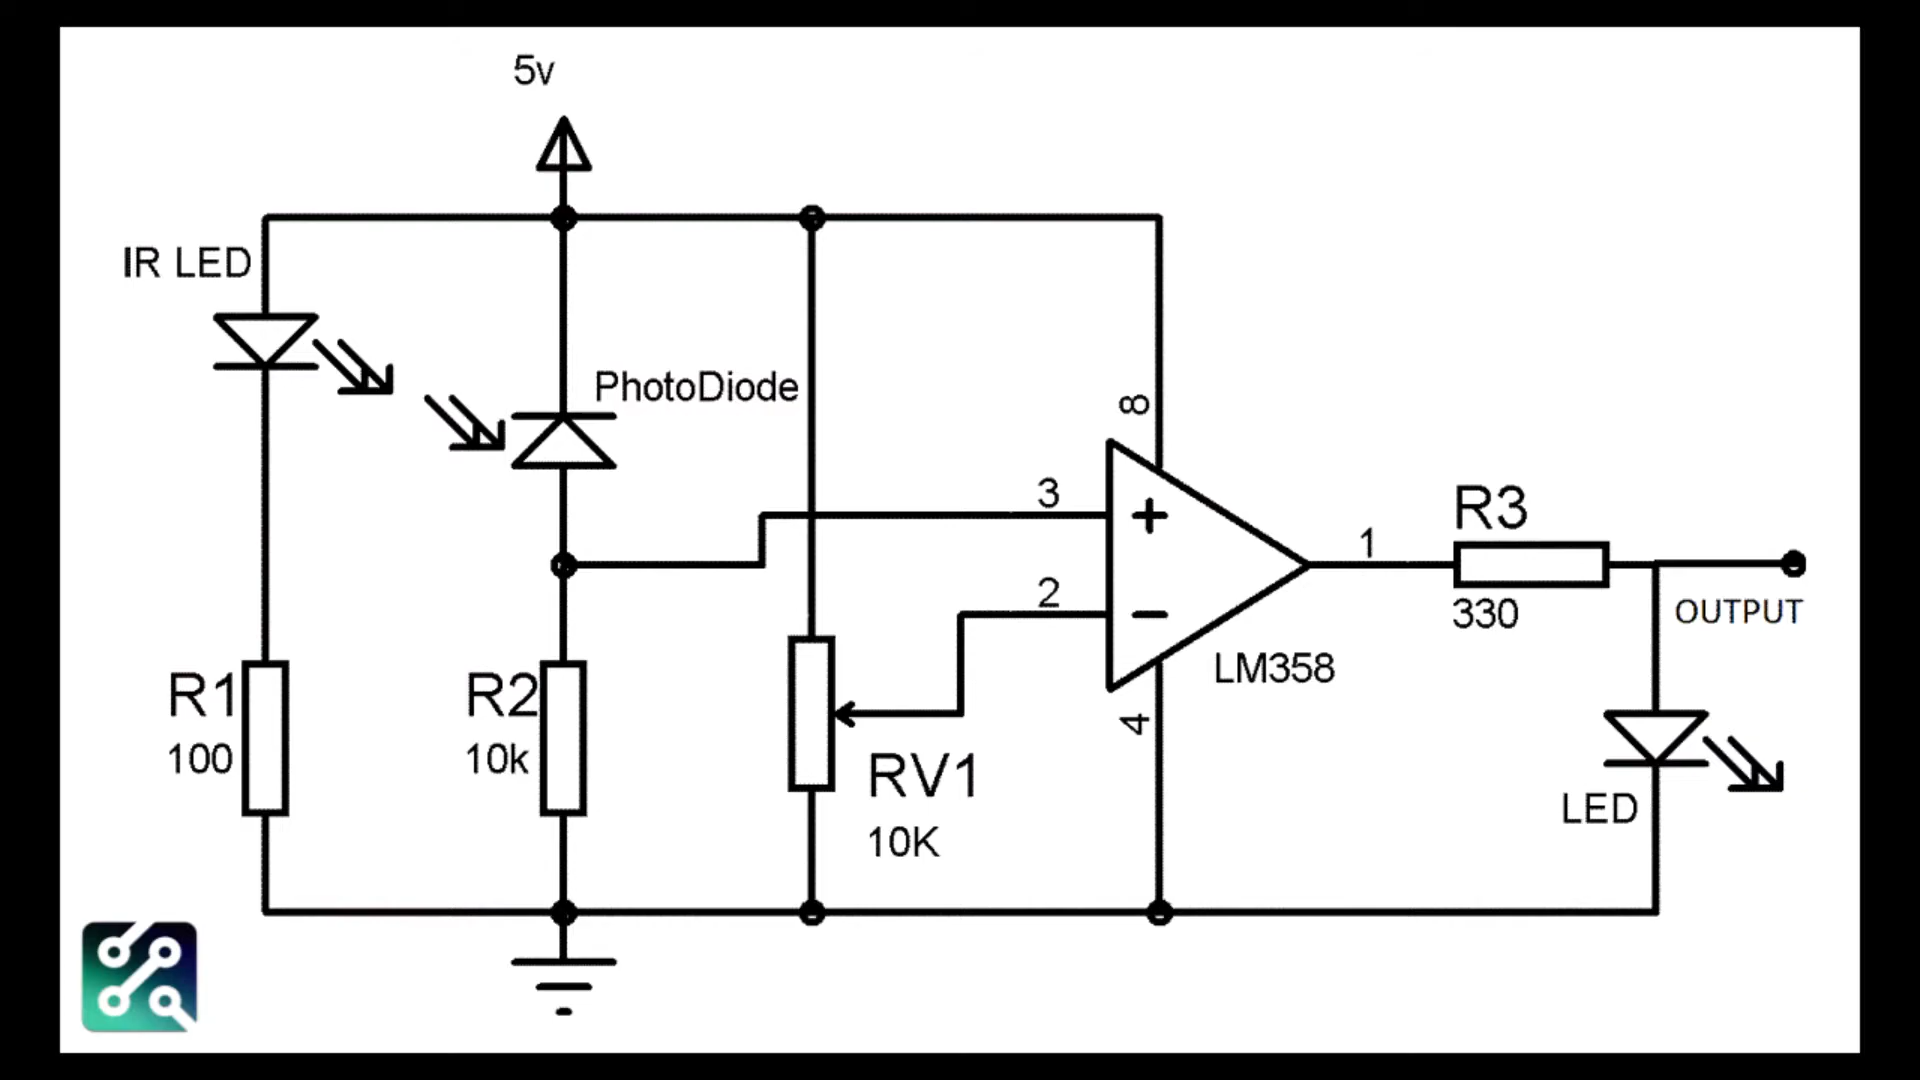 5v
IR LED
PhotoDiode
8
3
R3
1
2
330
OUTPUT
LM358
R1
100
R2
10k
4
RV1
10K
LED